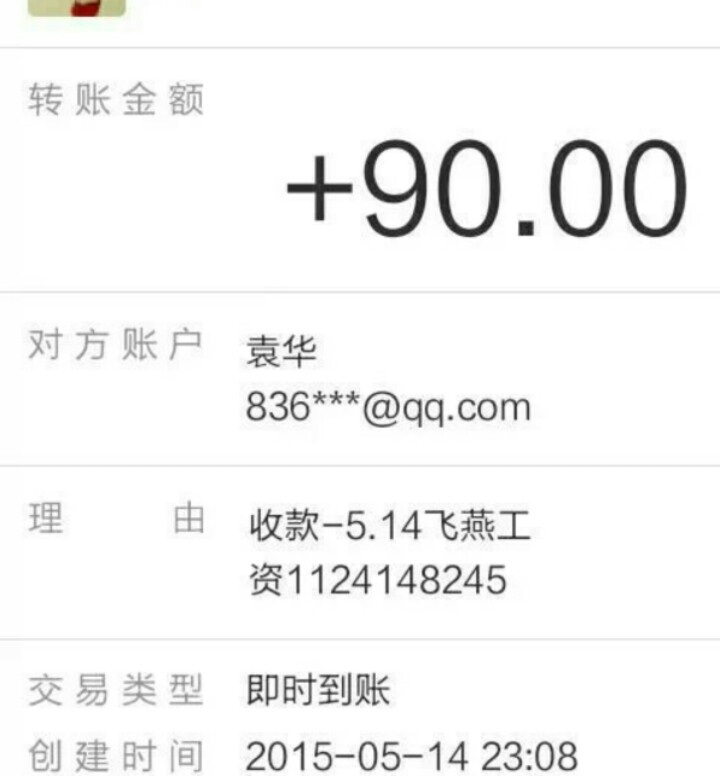 转账金额
+90.00
对方账户 袁华
836***@qq.com
理由 收款-5.14飞燕工
资1124148245
交易类型 即时到账
创建时间 2015-05-14 23:08